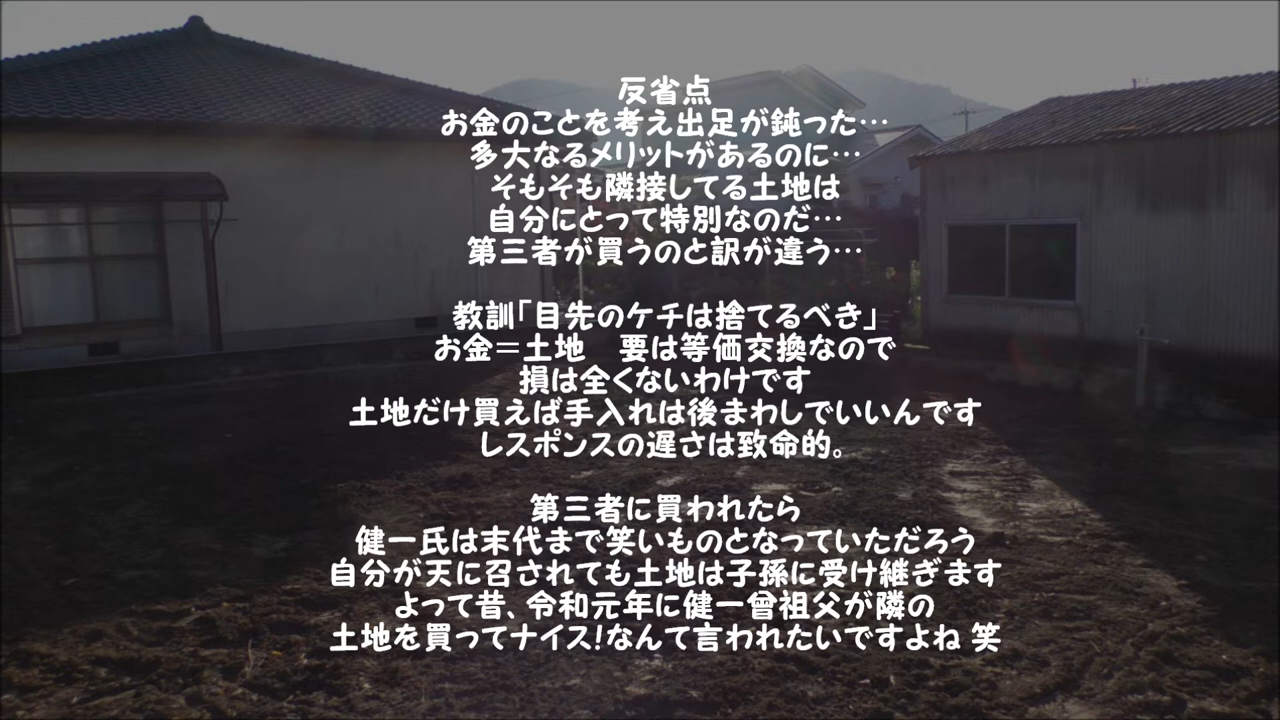 反省点
お金のことを考え出足が鈍った…
多大なるメリットがあるのに…
そもそも隣接してる土地は
自分にとって特別なのだ…
第三者が買うのと訳が違う…
教訓「目先のケチは捨てるべき」
お金＝土地　要は等価交換なので
損は全くないわけです
土地だけ買えば手入れは後まわしでいいんです
レスポンスの遅さは致命的。
第三者に買われたら
健一氏は末代まで笑いものとなっていただろう
自分が天に召されても土地は子孫に受け継ぎます
よって昔、令和元年に健一曾祖父が隣の
土地を買ってナイス!なんて言われたいですよね 笑